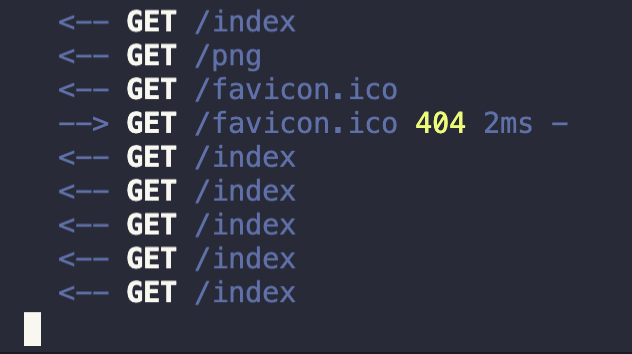 <-- GET /index
<-- GET /png
<-- GET /favicon.ico
--> GET /favicon.ico 404 2ms -
<-- GET /index
<-- GET /index
<-- GET /index
<-- GET /index
<-- GET /index